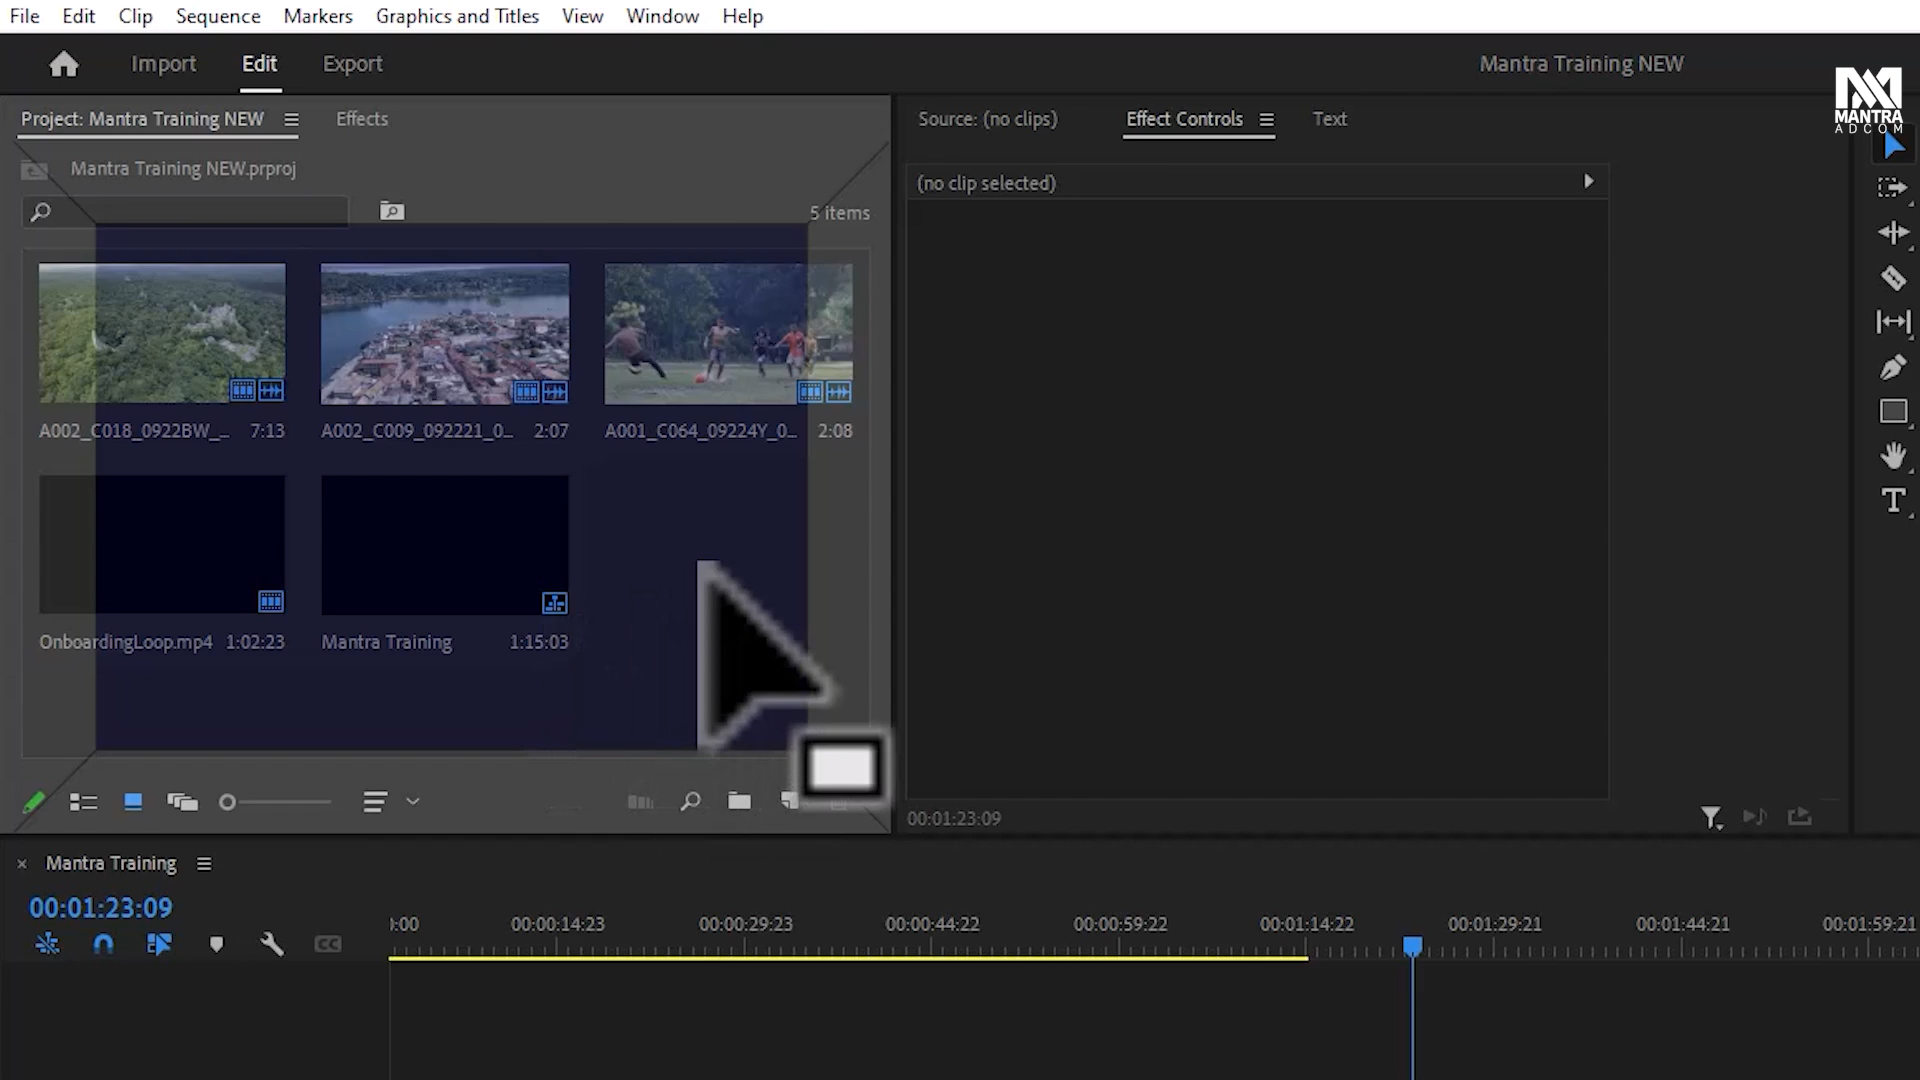 File Edit Clip Sequence Markers Graphics and Titles View Window Help
Import Edit Export Mantra Training NEW
MANTRA
ADCOM
Project: Mantra Training NEW Effects
Source: (no clips) Effect Controls Text
Mantra Training NEW.prproj
(no clip selected)
5 items
A002_C018_0922BW_... 7:13 A002_C009_092221_0... 2:07 A001_C064_09224Y_0... 2:08
OnboardingLoop.mp4 1:02:23 Mantra Training 1:15:03
00:01:23:09
× Mantra Training
00:01:23:09
:00 00:00:14:23 00:00:29:23 00:00:44:22 00:00:59:22 00:01:14:22 00:01:29:21 00:01:44:21 00:01:59:21
CC